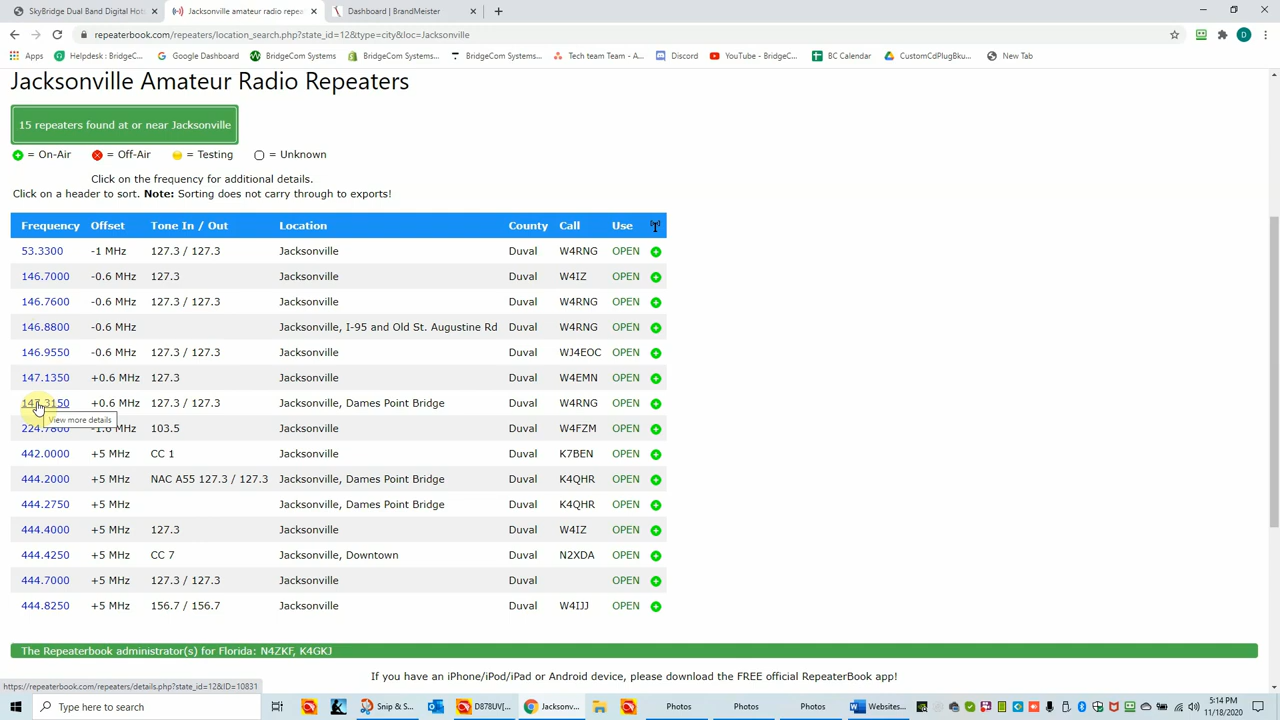 SkyBridge Dual Band Digital Hot
Jacksonville amateur radio repea
Dashboard | BrandMeister
repeaterbook.com/repeaters/location_search.php?state_id=12&type=city&loc=Jacksonville
Apps
Helpdesk : BridgeC...
Google Dashboard
BridgeCom Systems
BridgeCom Systems...
BridgeCom Systems...
Tech team Team - A...
Discord
YouTube - BridgeC...
BC Calendar
CustomCdPlugBku...
New Tab
Jacksonville Amateur Radio Repeaters
15 repeaters found at or near Jacksonville
= On-Air = Off-Air = Testing = Unknown
Click on the frequency for additional details.
Click on a header to sort. Note: Sorting does not carry through to exports!
Frequency Offset Tone In / Out Location County Call Use
53.3300 -1 MHz 127.3 / 127.3 Jacksonville Duval W4RNG OPEN
146.7000 -0.6 MHz 127.3 Jacksonville Duval W4IZ OPEN
146.7600 -0.6 MHz 127.3 / 127.3 Jacksonville Duval W4RNG OPEN
146.8800 -0.6 MHz Jacksonville, I-95 and Old St. Augustine Rd Duval W4RNG OPEN
146.9550 -0.6 MHz 127.3 / 127.3 Jacksonville Duval WJ4EOC OPEN
147.1350 +0.6 MHz 127.3 Jacksonville Duval W4EMN OPEN
147.3150 +0.6 MHz 127.3 / 127.3 Jacksonville, Dames Point Bridge Duval W4RNG OPEN
View more details
224.7800 -1.6 MHz 103.5 Jacksonville Duval W4FZM OPEN
442.0000 +5 MHz CC 1 Jacksonville Duval K7BEN OPEN
444.2000 +5 MHz NAC A55 127.3 / 127.3 Jacksonville, Dames Point Bridge Duval K4QHR OPEN
444.2750 +5 MHz Jacksonville, Dames Point Bridge Duval K4QHR OPEN
444.4000 +5 MHz 127.3 Jacksonville Duval W4IZ OPEN
444.4250 +5 MHz CC 7 Jacksonville, Downtown Duval N2XDA OPEN
444.7000 +5 MHz 127.3 / 127.3 Jacksonville Duval OPEN
444.8250 +5 MHz 156.7 / 156.7 Jacksonville Duval W4IJJ OPEN
The Repeaterbook administrator(s) for Florida: N4ZKF, K4GKJ
If you have an iPhone/iPod/iPad or Android device, please download the FREE official RepeaterBook app!
https://repeaterbook.com/repeaters/details.php?state_id=12&ID=10831
Type here to search
Snip & S...
D878UV[...
Jacksonv...
Photos
Photos
Photos
Websites...
5:14 PM
11/18/2020